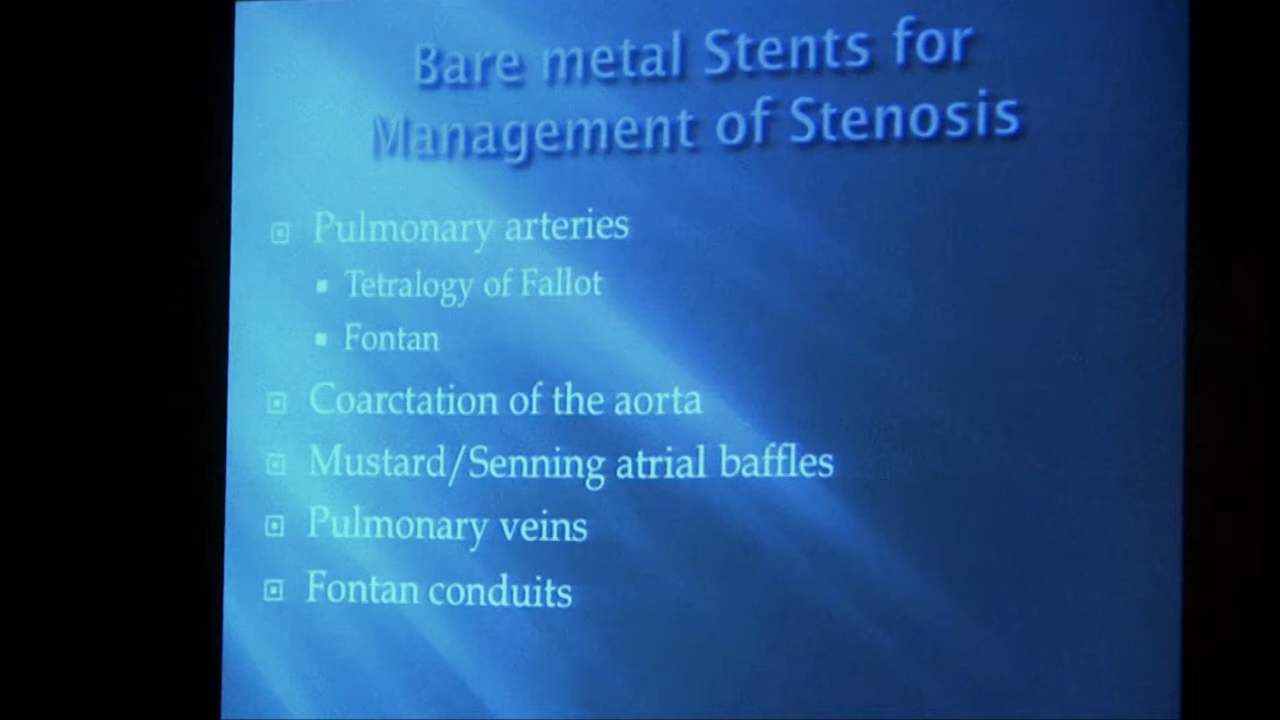 Bare metal Stents for
Management of Stenosis
Pulmonary arteries
Tetralogy of Fallot
Fontan
Coarctation of the aorta
Mustard/Senning atrial baffles
Pulmonary veins
Fontan conduits